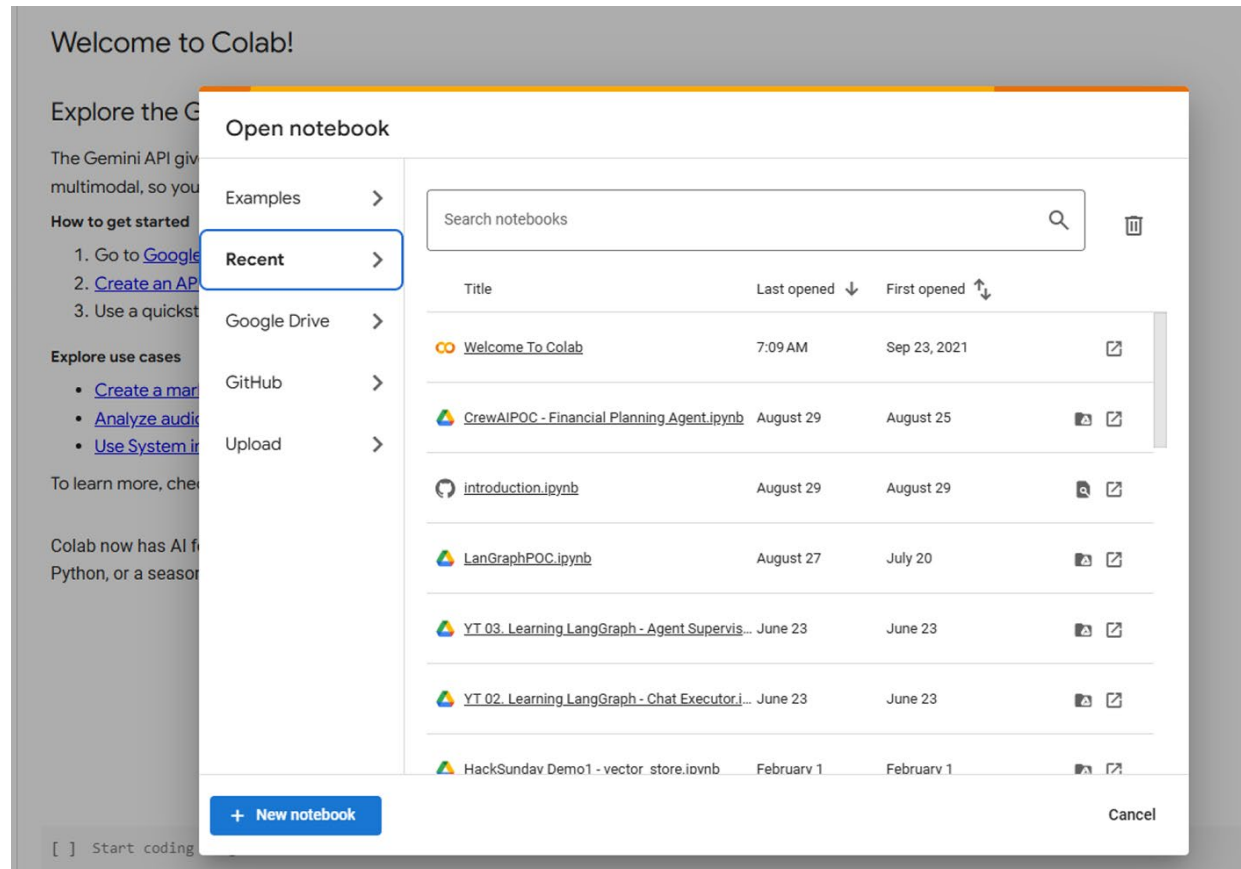 Welcome to Colab!
Explore the G
The Gemini API giv
multimodal, so you
How to get started
1. Go to Google
2. Create an AP
3. Use a quickst
Explore use cases
Create a mar
Analyze audio
Use System in
To learn more, chec
Colab now has AI fe
Python, or a season
[ ] Start coding
Open notebook
Examples
Recent
Google Drive
GitHub
Upload
Search notebooks
Title Last opened First opened
Welcome To Colab 7:09 AM Sep 23, 2021
CrewAIPOC - Financial Planning Agent.ipynb August 29 August 25
introduction.ipynb August 29 August 29
LanGraphPOC.ipynb August 27 July 20
YT 03. Learning LangGraph - Agent Supervis... June 23 June 23
YT 02. Learning LangGraph - Chat Executor.i... June 23 June 23
HackSunday Demo1 - vector_store.ipynb February 1 February 1
+ New notebook
Cancel